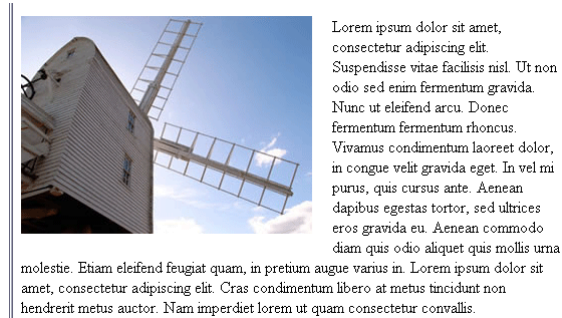 Lorem ipsum dolor sit amet,
consectetur adipiscing elit.
Suspendisse vitae facilisis nisl. Ut non
odio sed enim fermentum gravida.
Nunc ut eleifend arcu. Donec
fermentum fermentum rhoncus.
Vivamus condimentum laoreet dolor,
in congue velit gravida eget. In vel mi
purus, quis cursus ante. Aenean
dapibus egestas tortor, sed ultrices
eros gravida eu. Aenean commodo
diam quis odio aliquet quis mollis urna
molestie. Etiam eleifend feugiat quam, in pretium augue varius in. Lorem ipsum dolor sit
amet, consectetur adipiscing elit. Cras condimentum libero at metus tincidunt non
hendrerit metus auctor. Nam imperdiet lorem ut quam consectetur convallis.